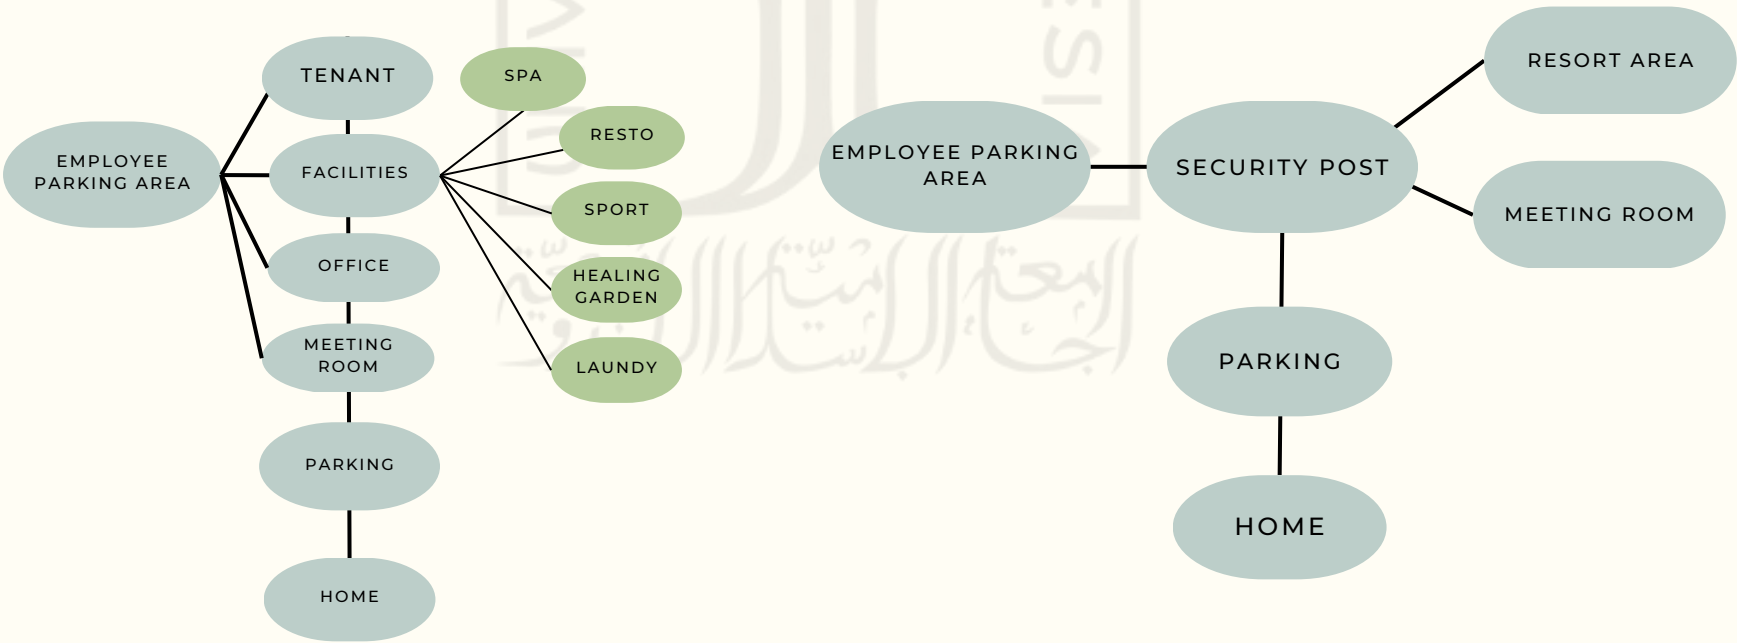 TENANT
EMPLOYEE
PARKING AREA
FACILITIES
OFFICE
MEETING
ROOM
PARKING
HOME
SPA
RESTO
SPORT
HEALING
GARDEN
LAUNDY
EMPLOYEE PARKING
AREA
SECURITY POST
RESORT AREA
MEETING ROOM
PARKING
HOME